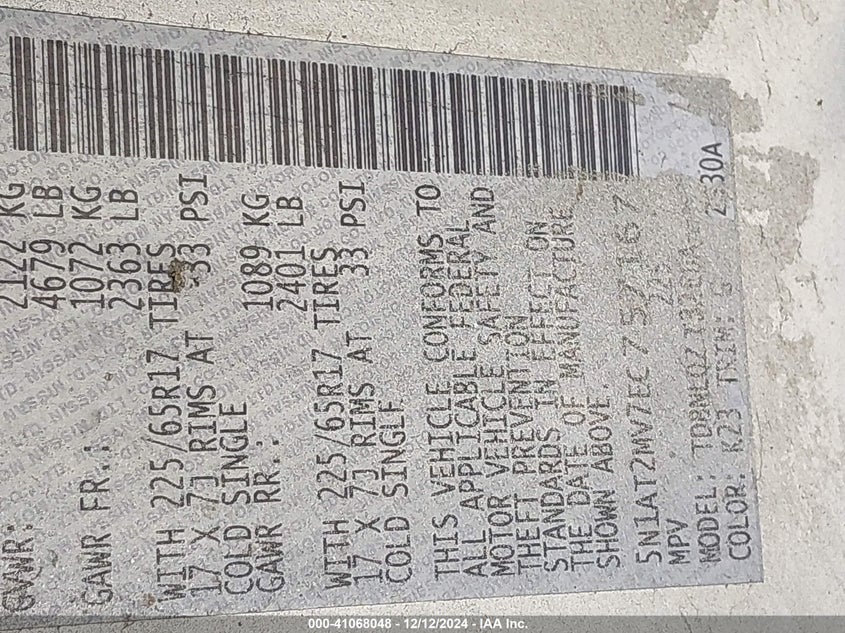 GVWR: 2122 KG
4679 LB
GAWR FR.: 1072 KG
2363 LB
WITH 225/65R17 TIRES
17 X 7J RIMS AT 33 PSI
COLD SINGLE
GAWR RR.: 1089 KG
2401 LB
WITH 225/65R17 TIRES
17 X 7J RIMS AT 33 PSI
COLD SINGLE
THIS VEHICLE CONFORMS TO
ALL APPLICABLE FEDERAL
MOTOR VEHICLE SAFETY AND
THEFT PREVENTION
STANDARDS IN EFFECT ON
THE DATE OF MANUFACTURE
SHOWN ABOVE.
5N1AT2MV7EC757167
MPV
MODEL:
COLOR: K23 TRIM: G
000-41068048 - 12/12/2024 - IAA Inc.